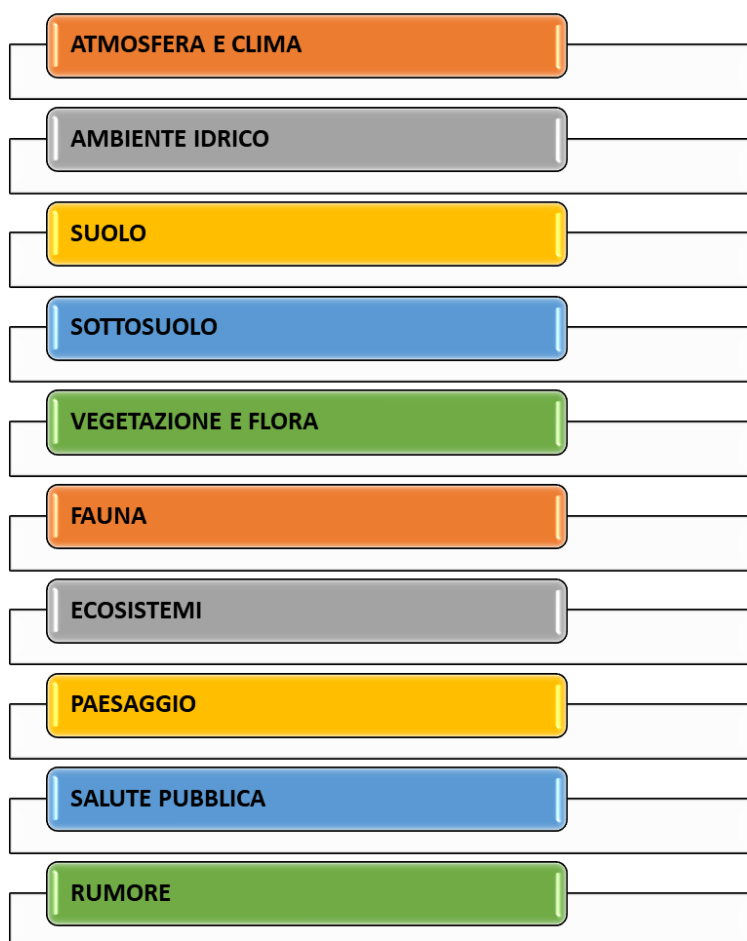 ATMOSFERA E CLIMA
AMBIENTE IDRICO
SUOLO
SOTTOSUOLO
VEGETAZIONE E FLORA
FAUNA
ECOSISTEMI
PAESAGGIO
SALUTE PUBBLICA
RUMORE